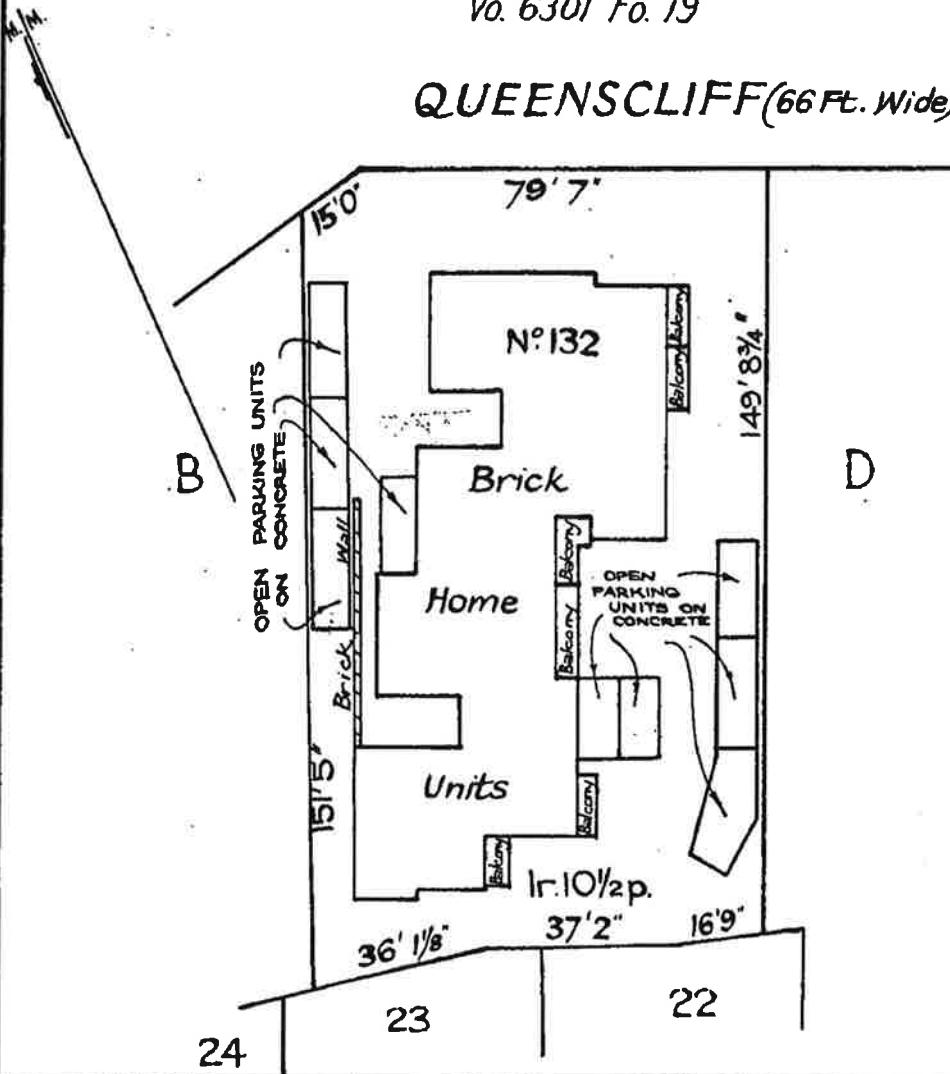 Vo. 6301 Fo. 19
M.M.
QUEENSCLIFF (66 Ft. Wide)
15'0"
79' 7"
Nº 132
Balcony
Balcony
149' 8¾"
OPEN PARKING UNITS
ON CONCRETE
B
D
Brick
Wall
Brick
Home
Balcony
Balcony
OPEN
PARKING
UNITS ON
CONCRETE
151' 5"
Units
Balcony
Balcony
1r. 10½p.
36' 1⅛"
37' 2"
16' 9"
24
23
22